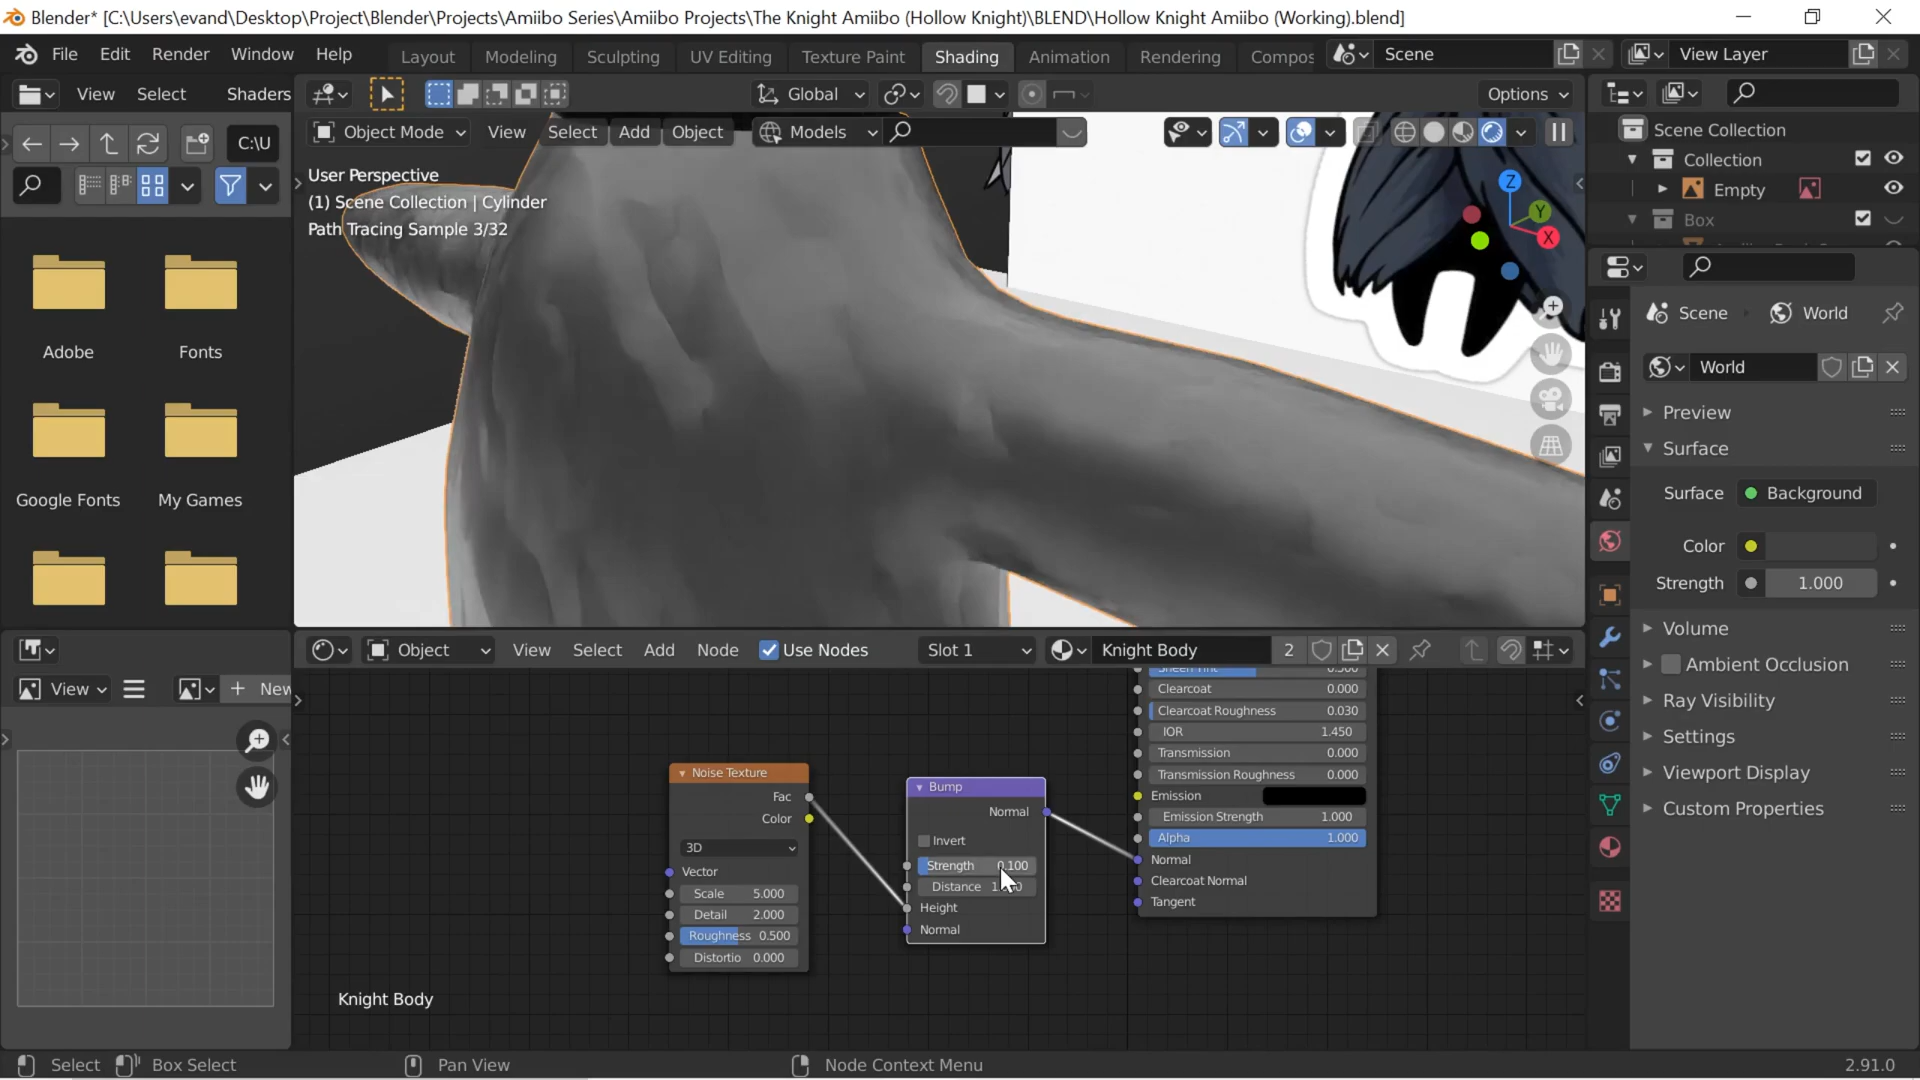 Blender* [C:\Users\evand\Desktop\Project\Blender\Projects\Amiibo Series\Amiibo Projects\The Knight Amiibo (Hollow Knight)\BLEND\Hollow Knight Amiibo (Working).blend]
File Edit Render Window Help Layout Modeling Sculpting UV Editing Texture Paint Shading Animation Rendering Compos Scene View Layer
View Select Shaders Global Options
C:\U Object Mode View Select Add Object Models Scene Collection
Collection
Empty
Box
User Perspective
(1) Scene Collection | Cylinder
Path Tracing Sample 3/32
Z
Y
X
Adobe Fonts
Google Fonts My Games
Scene World
World
Preview
Surface
Surface Background
Color
Strength 1.000
Volume
Ambient Occlusion
Ray Visibility
Settings
Viewport Display
Custom Properties
Object View Select Add Node Use Nodes Slot 1 Knight Body 2
View New
Noise Texture
Fac
Color
3D
Vector
Scale 5.000
Detail 2.000
Roughness 0.500
Distortio 0.000
Bump
Normal
Invert
Strength 0.100
Distance
Height
Normal
Clearcoat 0.000
Clearcoat Roughness 0.030
IOR 1.450
Transmission 0.000
Transmission Roughness 0.000
Emission
Emission Strength 1.000
Alpha 1.000
Normal
Clearcoat Normal
Tangent
Knight Body
Select Box Select Pan View Node Context Menu 2.91.0